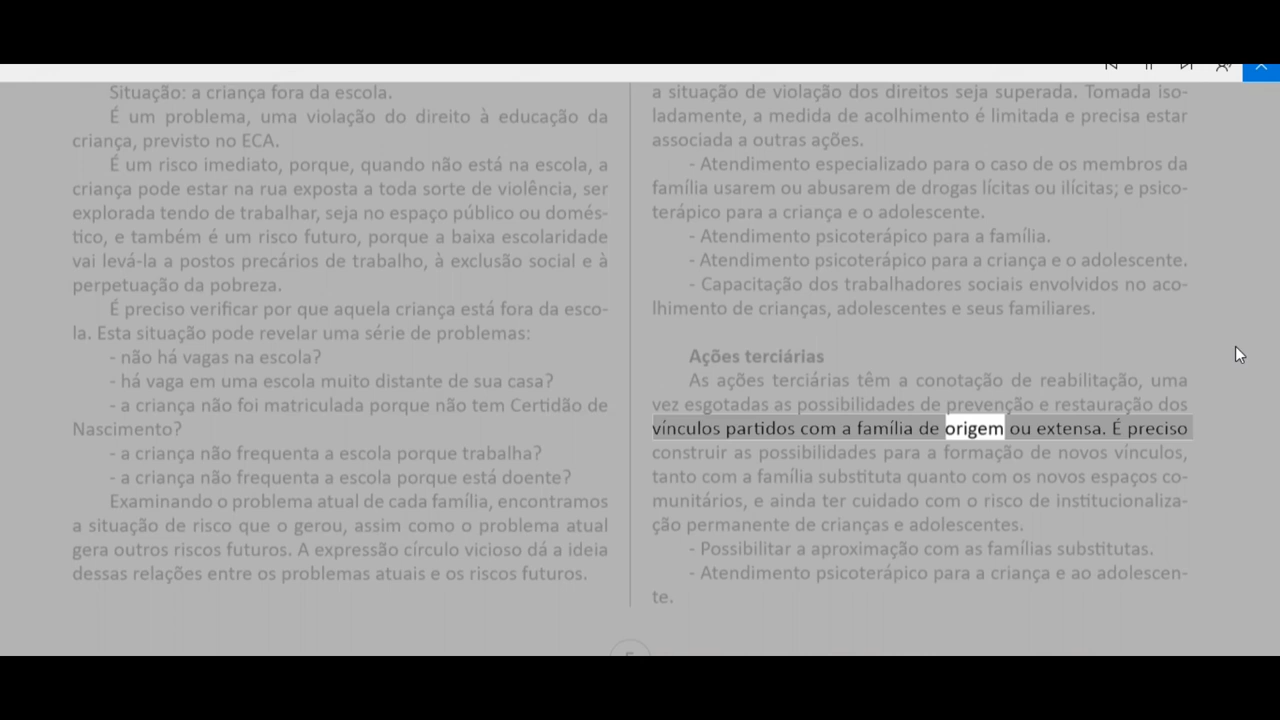 Situação: a criança fora da escola.
É um problema, uma violação do direito à educação da
criança, previsto no ECA.
É um risco imediato, porque, quando não está na escola, a
criança pode estar na rua exposta a toda sorte de violência, ser
explorada tendo de trabalhar, seja no espaço público ou domés-
tico, e também é um risco futuro, porque a baixa escolaridade
vai levá-la a postos precários de trabalho, à exclusão social e à
perpetuação da pobreza.
É preciso verificar por que aquela criança está fora da esco-
la. Esta situação pode revelar uma série de problemas:
- não há vagas na escola?
- há vaga em uma escola muito distante de sua casa?
- a criança não foi matriculada porque não tem Certidão de
Nascimento?
- a criança não frequenta a escola porque trabalha?
- a criança não frequenta a escola porque está doente?
Examinando o problema atual de cada família, encontramos
a situação de risco que o gerou, assim como o problema atual
gera outros riscos futuros. A expressão círculo vicioso dá a ideia
dessas relações entre os problemas atuais e os riscos futuros.
a situação de violação dos direitos seja superada. Tomada iso-
ladamente, a medida de acolhimento é limitada e precisa estar
associada a outras ações.
- Atendimento especializado para o caso de os membros da
família usarem ou abusarem de drogas lícitas ou ilícitas; e psico-
terápico para a criança e o adolescente.
- Atendimento psicoterápico para a família.
- Atendimento psicoterápico para a criança e o adolescente.
- Capacitação dos trabalhadores sociais envolvidos no aco-
lhimento de crianças, adolescentes e seus familiares.
Ações terciárias
As ações terciárias têm a conotação de reabilitação, uma
vez esgotadas as possibilidades de prevenção e restauração dos
vínculos partidos com a família de origem ou extensa. É preciso
construir as possibilidades para a formação de novos vínculos,
tanto com a família substituta quanto com os novos espaços co-
munitários, e ainda ter cuidado com o risco de institucionaliza-
ção permanente de crianças e adolescentes.
- Possibilitar a aproximação com as famílias substitutas.
- Atendimento psicoterápico para a criança e ao adolescen-
te.